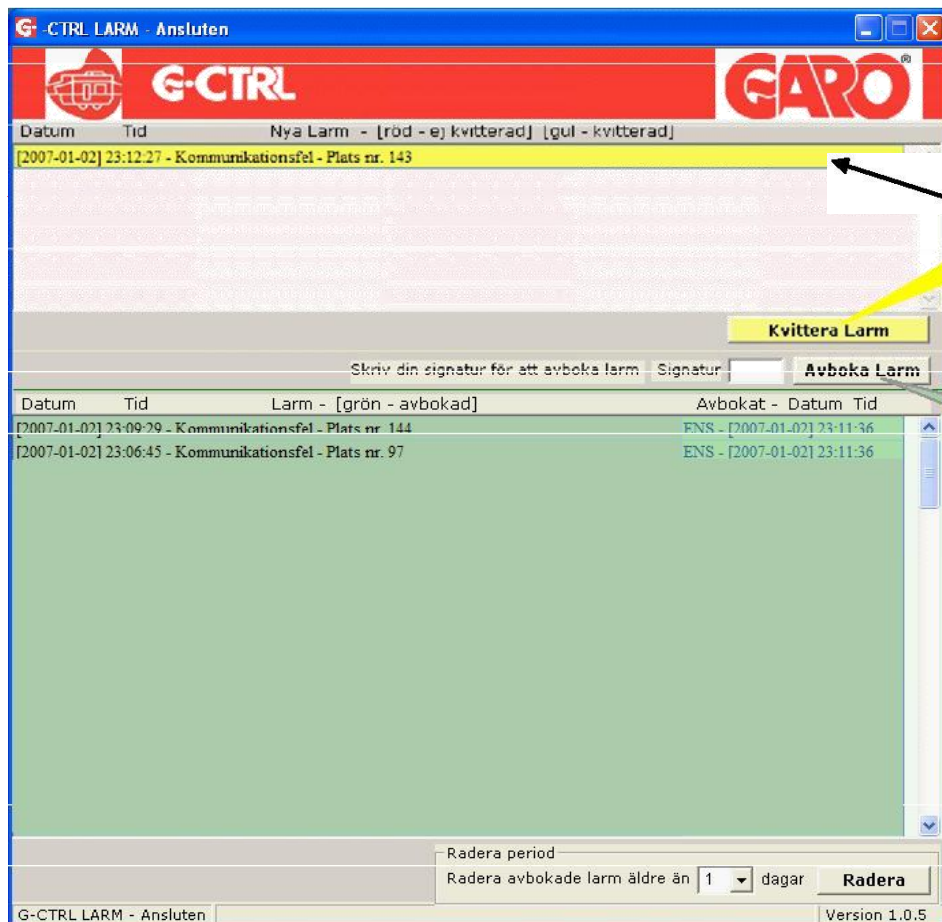 G -CTRL LARM - Ansluten
G-CTRL GARO®
Datum Tid Nya Larm - [röd - ej kvitterad] [gul - kvitterad]
[2007-01-02] 23:12:27 - Kommunikationsfel - Plats nr. 143
Kvittera Larm
Skriv din signatur för att avboka larm Signatur Avboka Larm
Datum Tid Larm - [grön - avbokad] Avbokat - Datum Tid
[2007-01-02] 23:09:29 - Kommunikationsfel - Plats nr. 144 ENS - [2007-01-02] 23:11:36
[2007-01-02] 23:06:45 - Kommunikationsfel - Plats nr. 97 ENS - [2007-01-02] 23:11:36
Radera period
Radera avbokade larm äldre än 1 dagar Radera
G-CTRL LARM - Ansluten Version 1.0.5